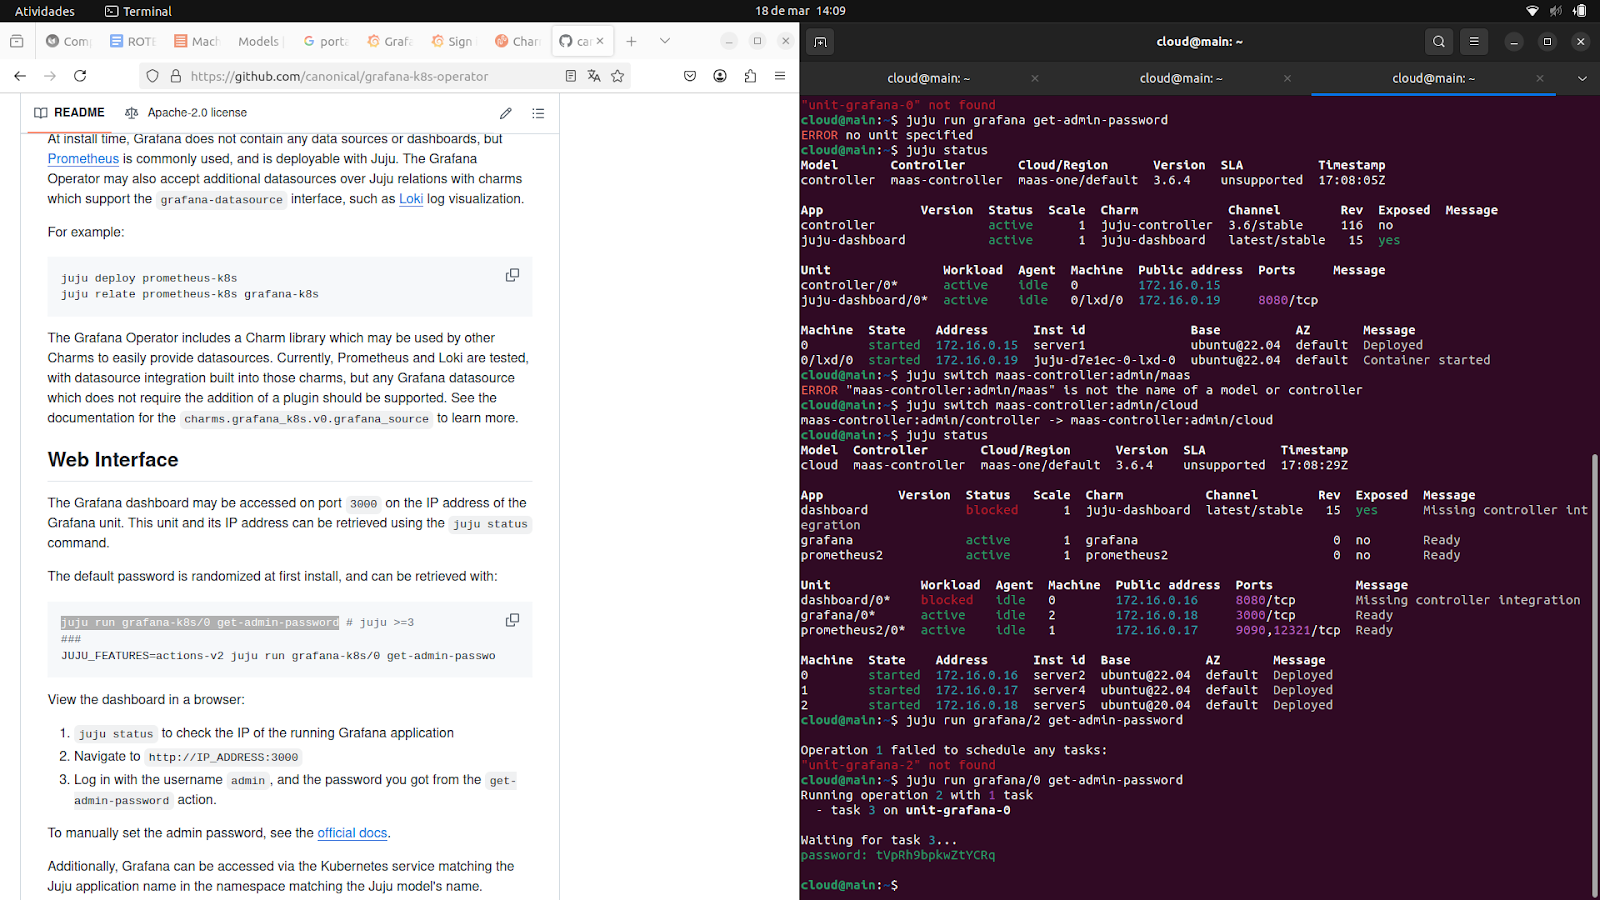 Atividades
Terminal
18 de mar 14:09
Comp
ROTE
Mach
Models
porta
Grafa
Sign
Char
ca
https://github.com/canonical/grafana-k8s-operator
README
Apache-2.0 license
At install time, Grafana does not contain any data sources or dashboards, but
Prometheus is commonly used, and is deployable with Juju. The Grafana
Operator may also accept additional datasources over Juju relations with charms
which support the grafana-datasource interface, such as Loki log visualization.
For example:
juju deploy prometheus-k8s
juju relate prometheus-k8s grafana-k8s
The Grafana Operator includes a Charm library which may be used by other
Charms to easily provide datasources. Currently, Prometheus and Loki are tested,
with datasource integration built into those charms, but any Grafana datasource
which does not require the addition of a plugin should be supported. See the
documentation for the charms.grafana_k8s.v0.grafana_source to learn more.
Web Interface
The Grafana dashboard may be accessed on port 3000 on the IP address of the
Grafana unit. This unit and its IP address can be retrieved using the juju status
command.
The default password is randomized at first install, and can be retrieved with:
juju run grafana-k8s/0 get-admin-password # juju >=3
###
JUJU_FEATURES=actions-v2 juju run grafana-k8s/0 get-admin-passwo
View the dashboard in a browser:
1. juju status to check the IP of the running Grafana application
2. Navigate to http://IP_ADDRESS:3000
3. Log in with the username admin, and the password you got from the get-
admin-password action.
To manually set the admin password, see the official docs.
Additionally, Grafana can be accessed via the Kubernetes service matching the
Juju application name in the namespace matching the Juju model's name.
cloud@main: ~
cloud@main: ~
cloud@main: ~
cloud@main: ~
"unit-grafana-0" not found
cloud@main:~$ juju run grafana get-admin-password
ERROR no unit specified
cloud@main:~$ juju status
Model Controller Cloud/Region Version SLA Timestamp
controller maas-controller maas-one/default 3.6.4 unsupported 17:08:05Z
App Version Status Scale Charm Channel Rev Exposed Message
controller active 1 juju-controller 3.6/stable 116 no
juju-dashboard active 1 juju-dashboard latest/stable 15 yes
Unit Workload Agent Machine Public address Ports Message
controller/0* active idle 0 172.16.0.15
juju-dashboard/0* active idle 0/lxd/0 172.16.0.19 8080/tcp
Machine State Address Inst id Base AZ Message
0 started 172.16.0.15 server1 ubuntu@22.04 default Deployed
0/lxd/0 started 172.16.0.19 juju-d7e1ec-0-lxd-0 ubuntu@22.04 default Container started
cloud@main:~$ juju switch maas-controller:admin/maas
ERROR "maas-controller:admin/maas" is not the name of a model or controller
cloud@main:~$ juju switch maas-controller:admin/cloud
maas-controller:admin/controller -> maas-controller:admin/cloud
cloud@main:~$ juju status
Model Controller Cloud/Region Version SLA Timestamp
cloud maas-controller maas-one/default 3.6.4 unsupported 17:08:29Z
App Version Status Scale Charm Channel Rev Exposed Message
dashboard blocked 1 juju-dashboard latest/stable 15 yes Missing controller int
egration
grafana active 1 grafana 0 no Ready
prometheus2 active 1 prometheus2 0 no Ready
Unit Workload Agent Machine Public address Ports Message
dashboard/0* blocked idle 0 172.16.0.16 8080/tcp Missing controller integration
grafana/0* active idle 2 172.16.0.18 3000/tcp Ready
prometheus2/0* active idle 1 172.16.0.17 9090,12321/tcp Ready
Machine State Address Inst id Base AZ Message
0 started 172.16.0.16 server2 ubuntu@22.04 default Deployed
1 started 172.16.0.17 server4 ubuntu@22.04 default Deployed
2 started 172.16.0.18 server5 ubuntu@20.04 default Deployed
cloud@main:~$ juju run grafana/2 get-admin-password
Operation 1 failed to schedule any tasks:
"unit-grafana-2" not found
cloud@main:~$ juju run grafana/0 get-admin-password
Running operation 2 with 1 task
- task 3 on unit-grafana-0
Waiting for task 3...
password: tVpRh9bpkwZtYCRq
cloud@main:~$